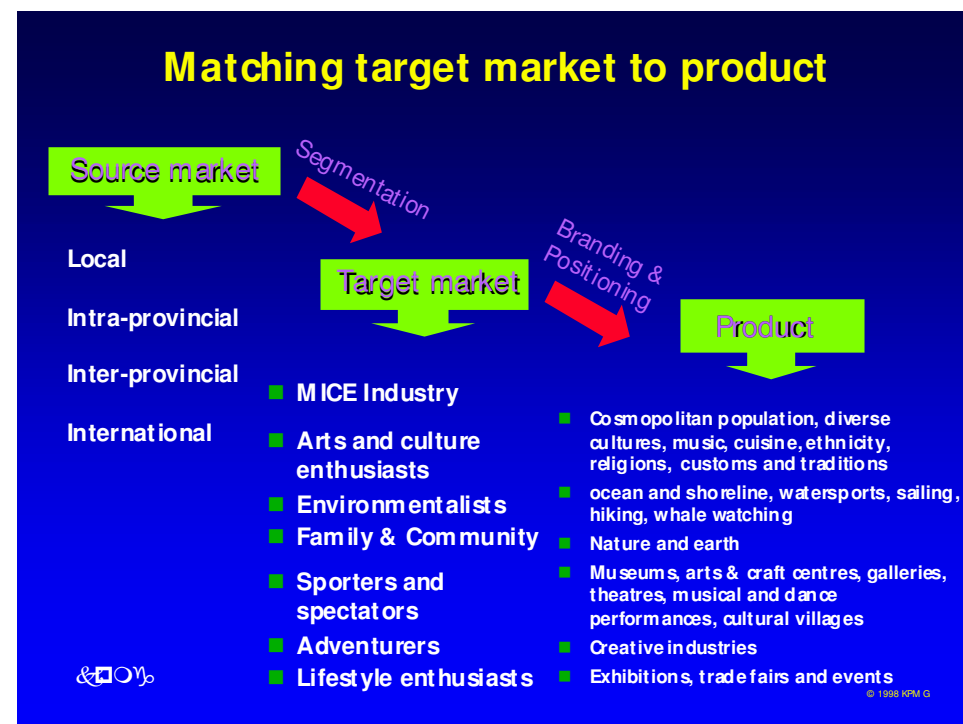 Matching target market to product
Source market
Segmentation
Local
Intra-provincial
Inter-provincial
International
Target market
MICE Industry
Arts and culture
enthusiasts
Environmentalists
Family & Community
Sporters and
spectators
Adventurers
Lifestyle enthusiasts
Branding &
Positioning
Product
Cosmopolitan population, diverse
cultures, music, cuisine, ethnicity,
religions, customs and traditions
ocean and shoreline, watersports, sailing,
hiking, whale watching
Nature and earth
Museums, arts & craft centres, galleries,
theatres, musical and dance
performances, cultural villages
Creative industries
Exhibitions, trade fairs and events
© 1998 KPMG